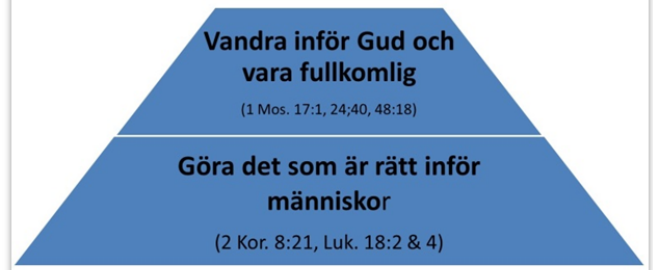 Vandra inför Gud och
vara fullkomlig
(1 Mos. 17:1, 24;40, 48:18)
Göra det som är rätt inför
människor
(2 Kor. 8:21, Luk. 18:2 & 4)